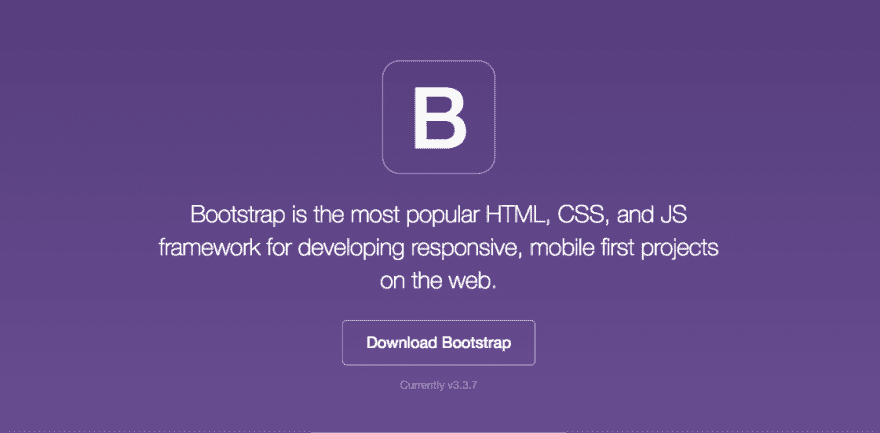 B
Bootstrap is the most popular HTML, CSS, and JS
framework for developing responsive, mobile first projects
on the web.
Download Bootstrap
Currently v3.3.7